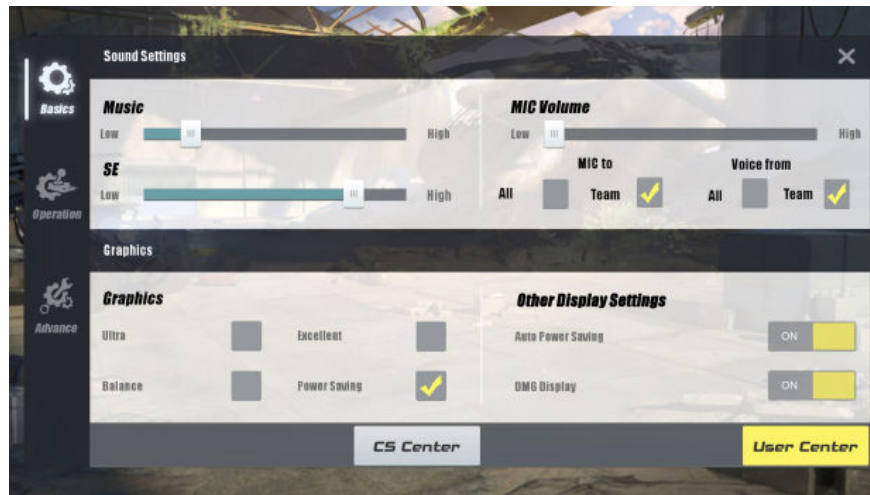 Sound Settings
Basics
Music
Low High
SE
Low High
MIC Volume
Low High
MIC to Voice from
All Team All Team
Operation
Graphics
Graphics
Ultra Excellent
Balance Power Saving
Other Display Settings
Auto Power Saving ON
DMG Display ON
Advance
CS Center User Center